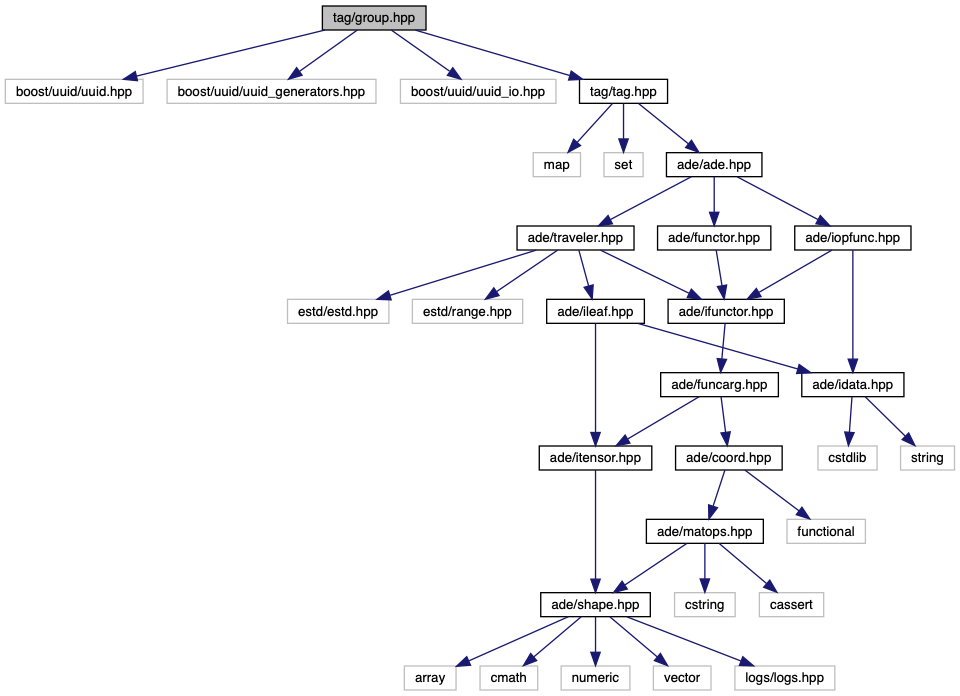 tag/group.hpp
boost/uuid/uuid.hpp
boost/uuid/uuid_generators.hpp
boost/uuid/uuid_io.hpp
tag/tag.hpp
map
set
ade/ade.hpp
ade/traveler.hpp
ade/functor.hpp
ade/iopfunc.hpp
estd/estd.hpp
estd/range.hpp
ade/ileaf.hpp
ade/ifunctor.hpp
ade/funcarg.hpp
ade/idata.hpp
ade/itensor.hpp
ade/coord.hpp
cstdlib
string
ade/matops.hpp
functional
ade/shape.hpp
cstring
cassert
array
cmath
numeric
vector
logs/logs.hpp